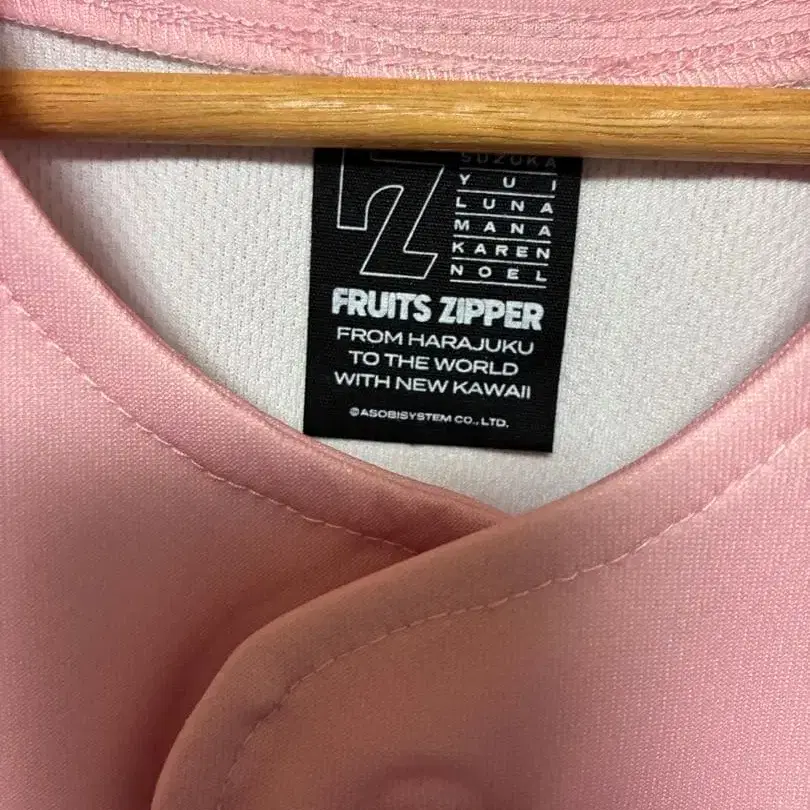 SUZUKA
YUI
LUNA
MANA
KAREN
NOEL
FRUITS ZIPPER
FROM HARAJUKU
TO THE WORLD
WITH NEW KAWAII
©ASOBISYSTEM CO., LTD.